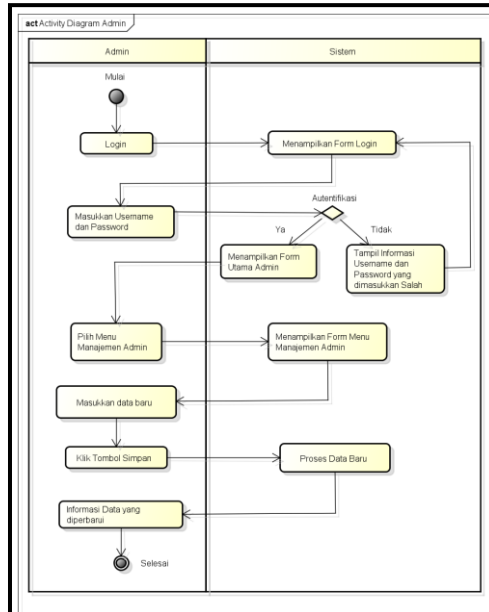 act Activity Diagram Admin
Admin
Sistem
Mulai
Login
Menampilkan Form Login
Masukkan Username
dan Password
Autentifikasi
Ya
Tidak
Menampilkan Form
Utama Admin
Tampil Informasi
Username dan
Password yang
dimasukkan Salah
Pilih Menu
Manajemen Admin
Menampilkan Form Menu
Manajemen Admin
Masukkan data baru
Klik Tombol Simpan
Proses Data Baru
Informasi Data yang
diperbarui
Selesai